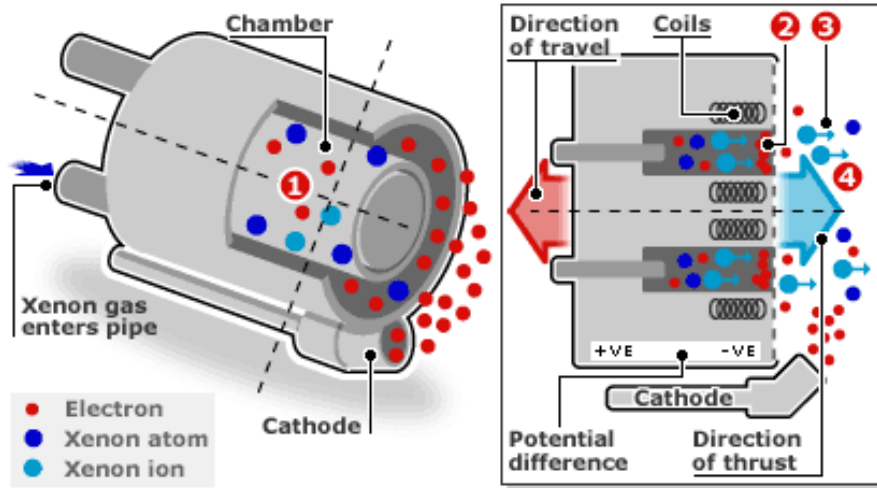 Chamber
1
Xenon gas
enters pipe
Cathode
Electron
Xenon atom
Xenon ion
Direction
of travel
Coils
2
3
4
+VE
-VE
Cathode
Potential
difference
Direction
of thrust